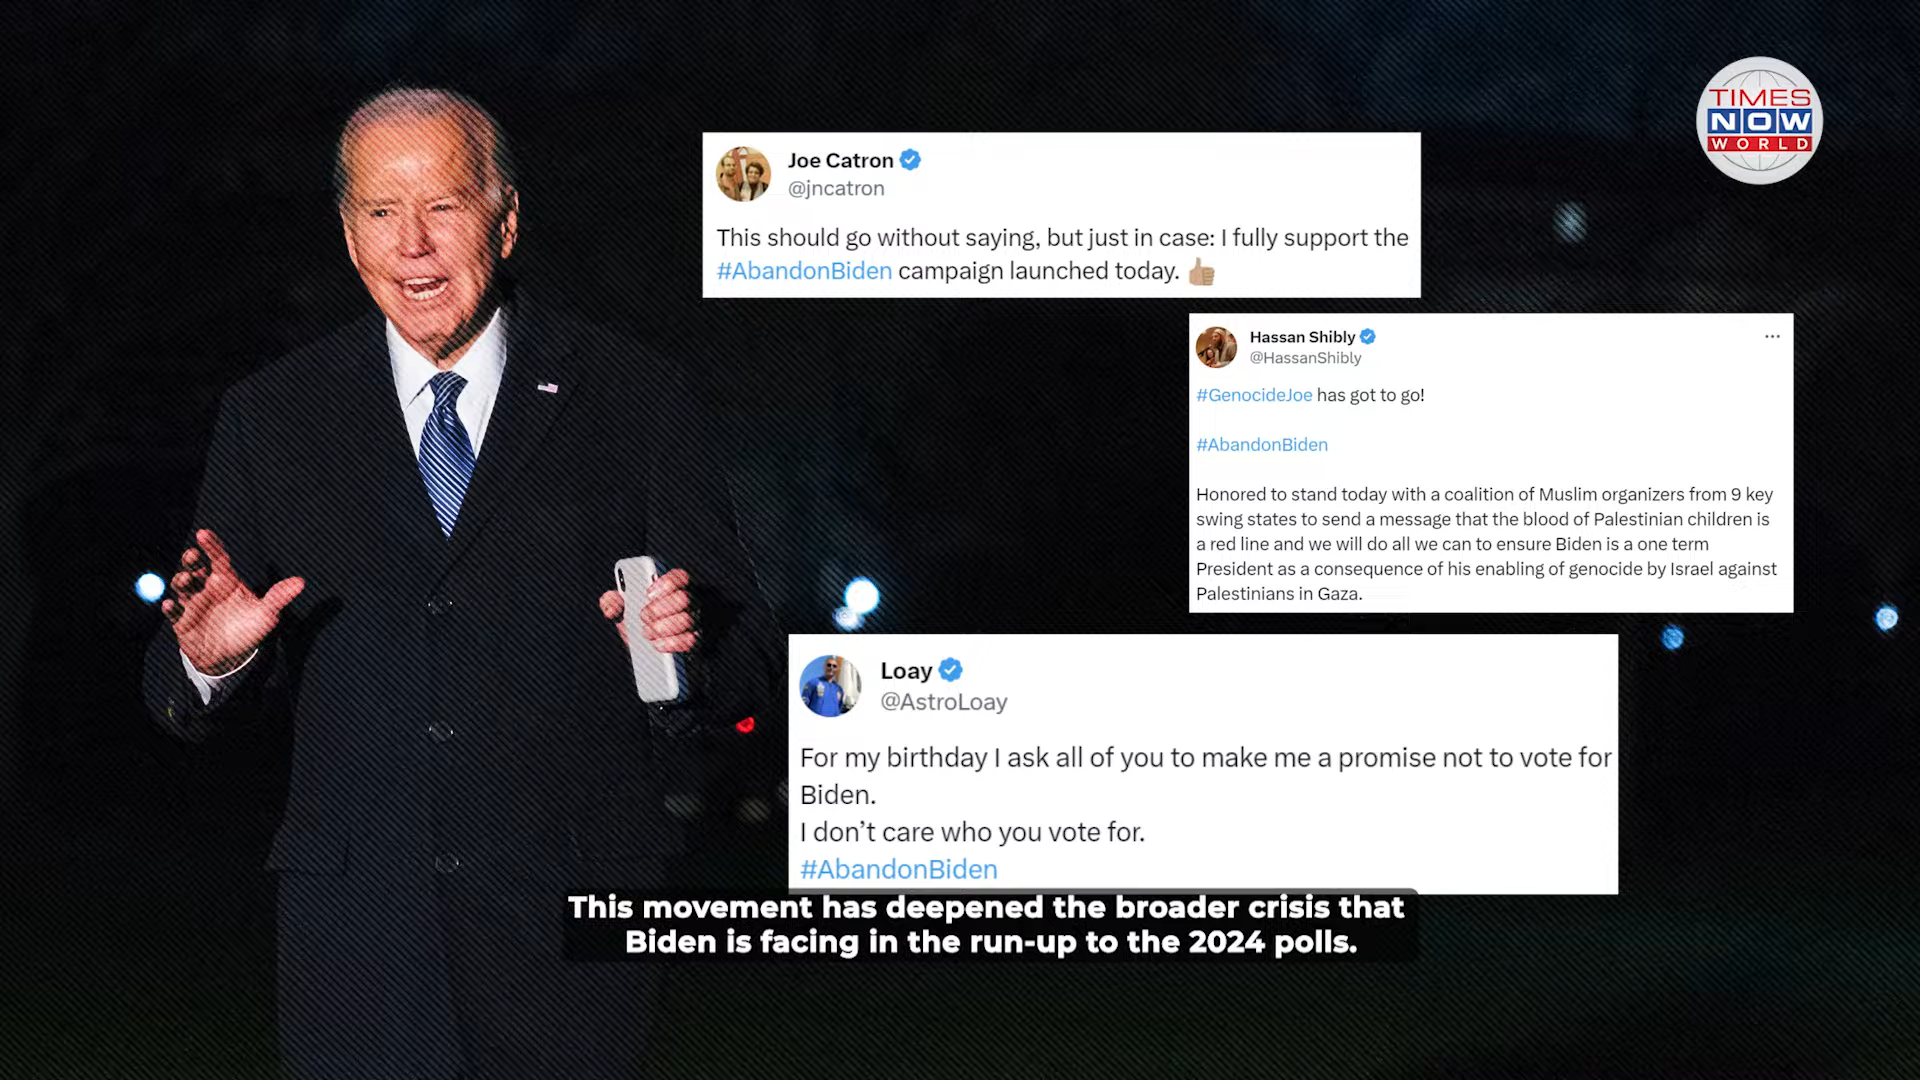 TIMES
NOW
WORLD
Joe Catron
@jncatron
This should go without saying, but just in case: I fully support the
#AbandonBiden campaign launched today. 👍🏼
Hassan Shibly
@HassanShibly
#GenocideJoe has got to go!
#AbandonBiden
Honored to stand today with a coalition of Muslim organizers from 9 key
swing states to send a message that the blood of Palestinian children is
a red line and we will do all we can to ensure Biden is a one term
President as a consequence of his enabling of genocide by Israel against
Palestinians in Gaza.
Loay
@AstroLoay
For my birthday I ask all of you to make me a promise not to vote for
Biden.
I don’t care who you vote for.
#AbandonBiden
This movement has deepened the broader crisis that
Biden is facing in the run-up to the 2024 polls.